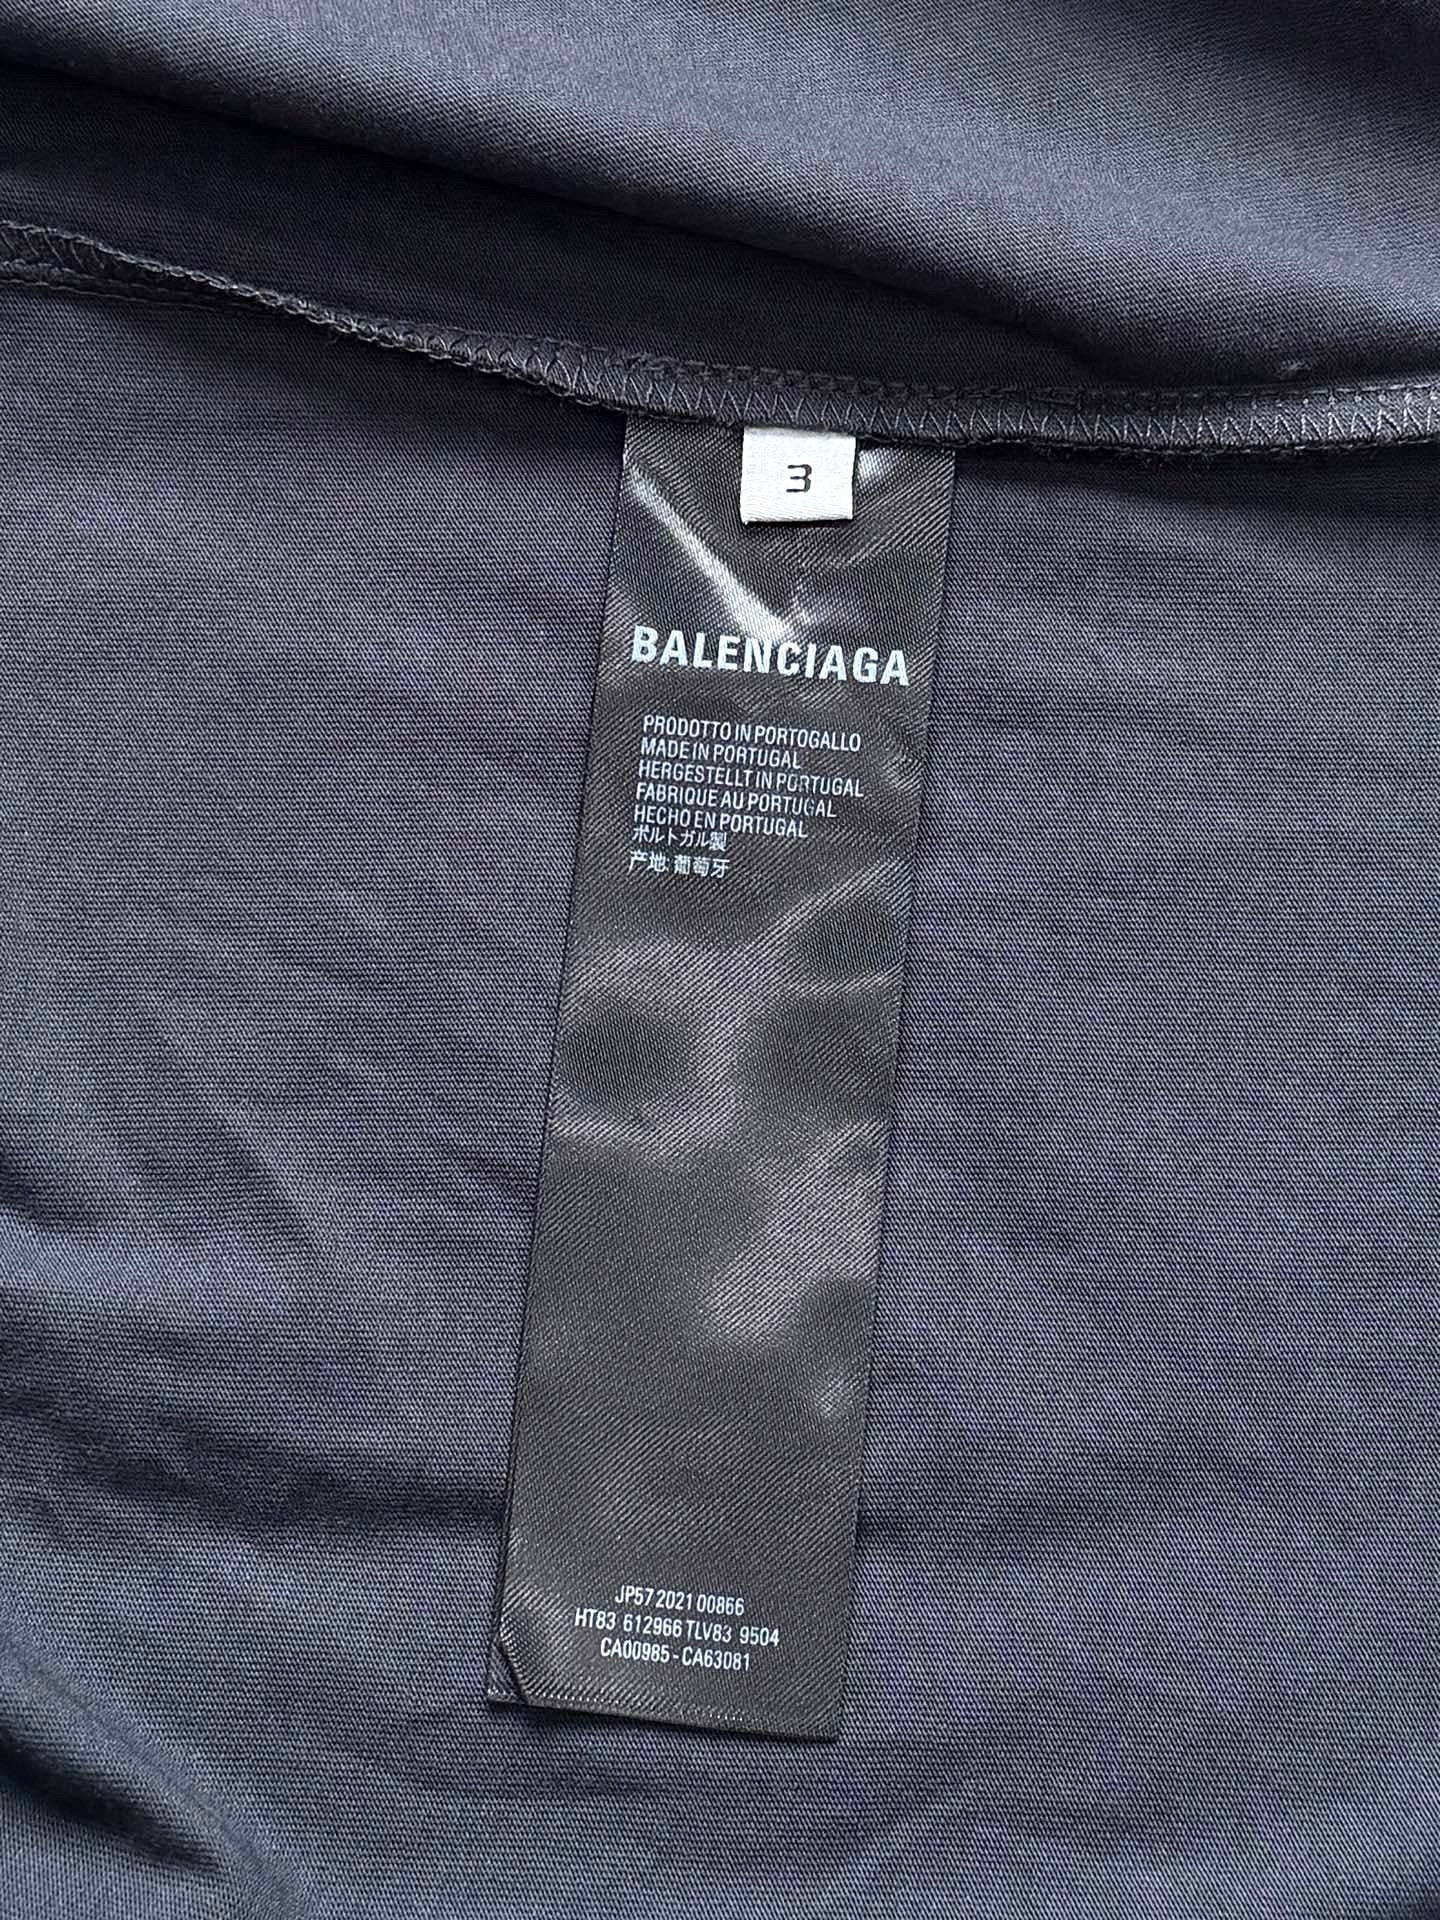 3
BALENCIAGA
PRODOTTO IN PORTOGALLO
MADE IN PORTUGAL
HERGESTELLT IN PORTUGAL
FABRIQUE AU PORTUGAL
HECHO EN PORTUGAL
ポルトガル製
产地: 葡萄牙
JP57 2021 00866
HT83 612966 TLV83 9504
CA00985 - CA63081